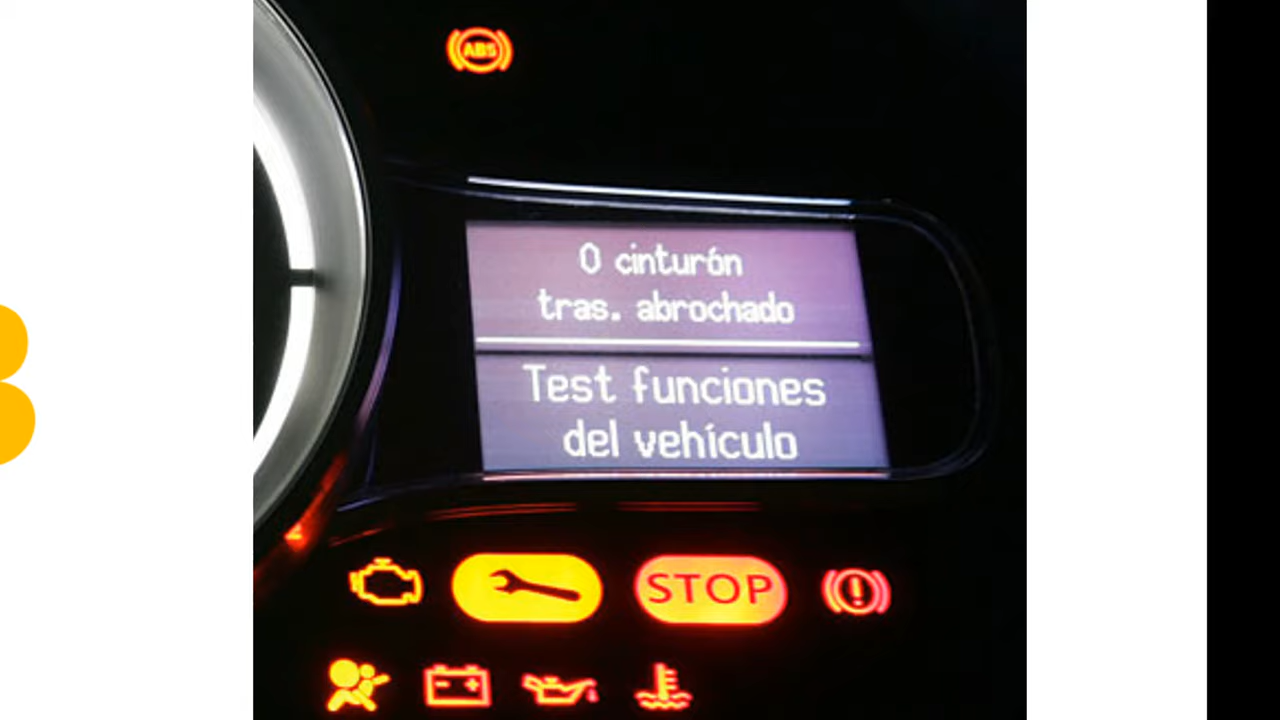 ABS
0 cinturón
tras. abrochado
Test funciones
del vehículo
STOP